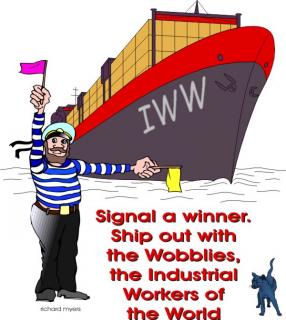 IWW
Signal a winner.
Ship out with
the Wobblies,
the Industrial
Workers of
the World
richard myers